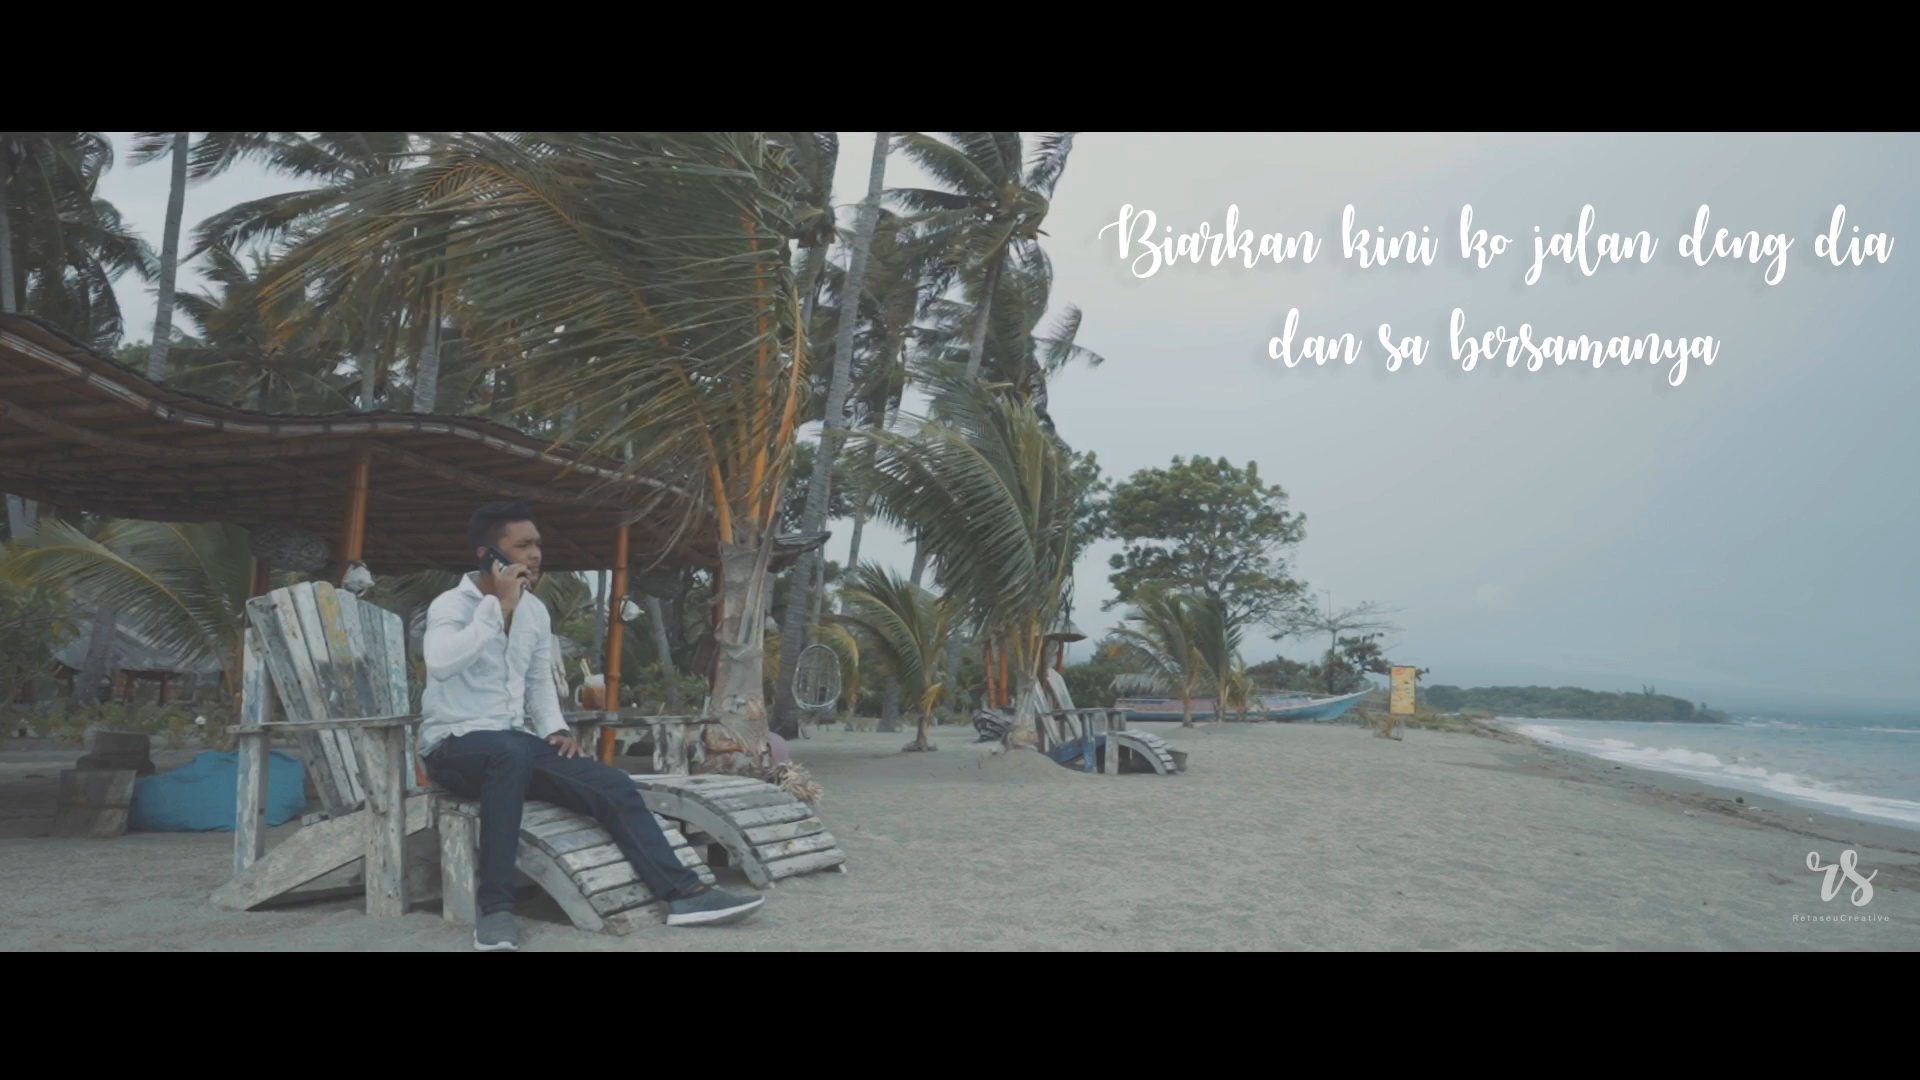 Biarkan kini ko jalan deng dia
dan sa bersamanya
rs
RetaseuCreative